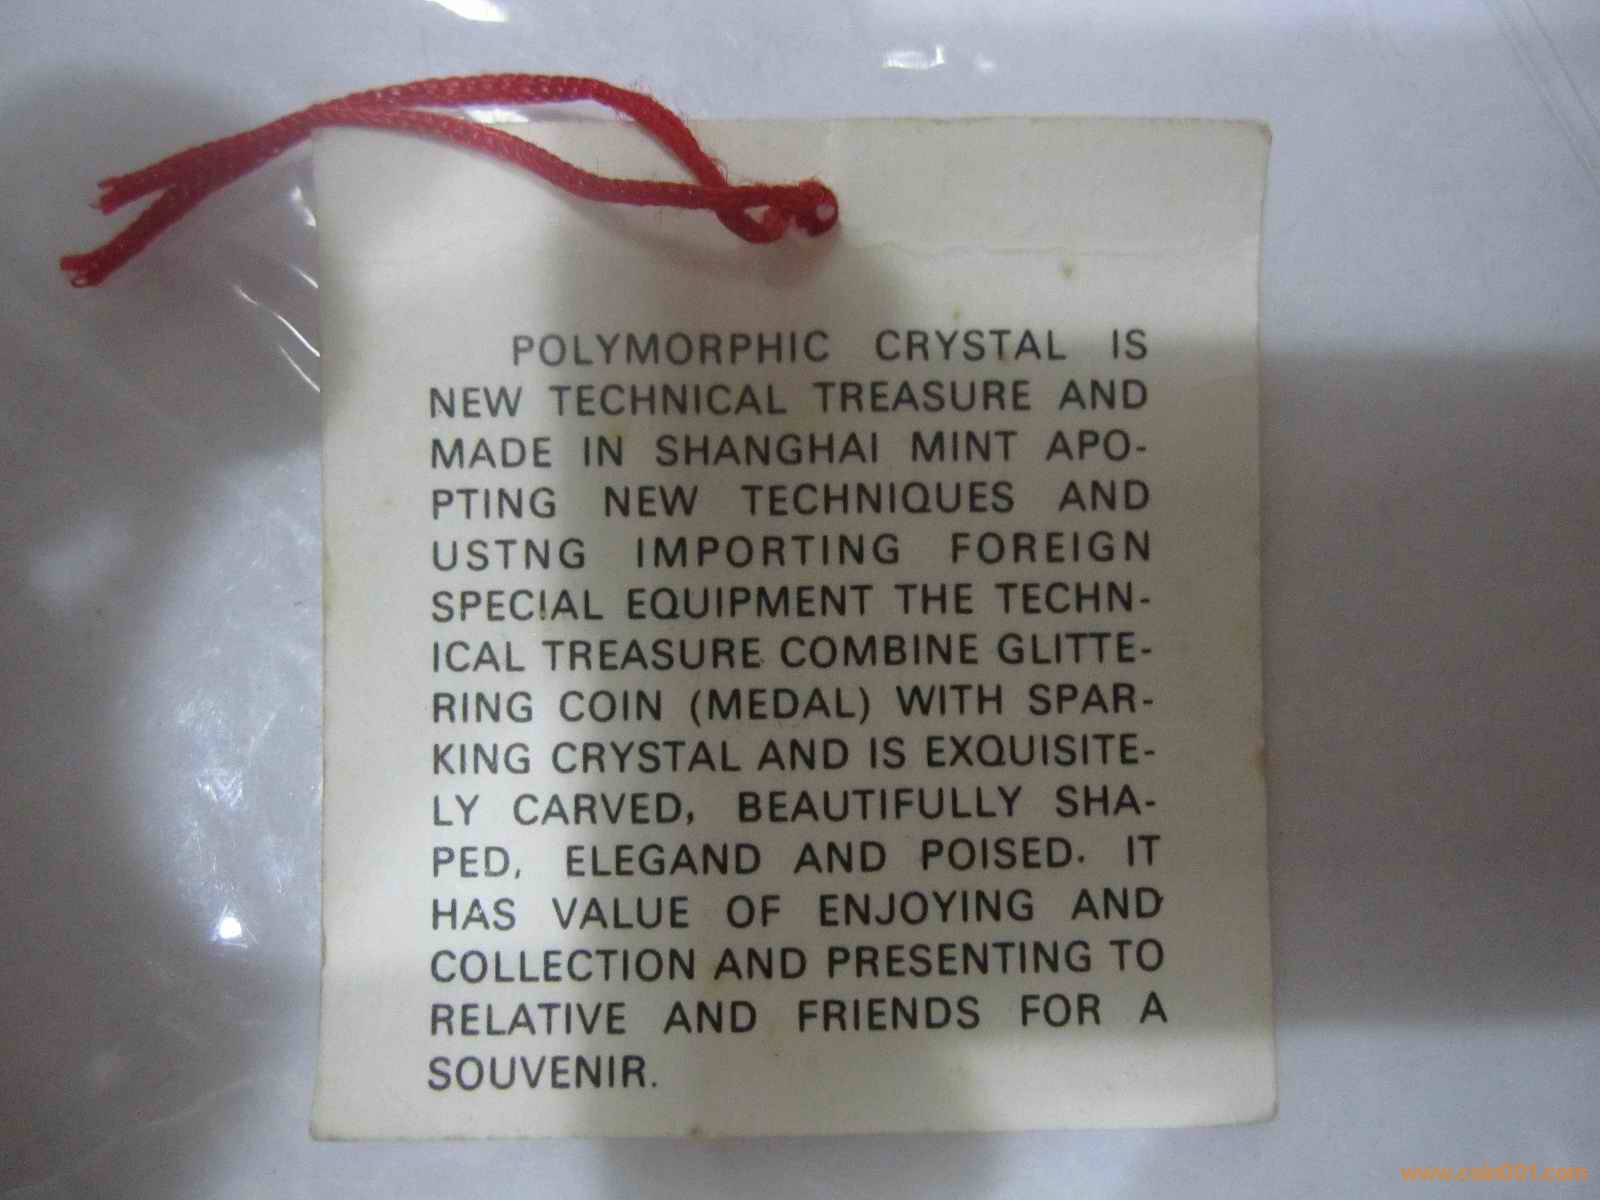 POLYMORPHIC CRYSTAL IS
NEW TECHNICAL TREASURE AND
MADE IN SHANGHAI MINT APO-
PTING NEW TECHNIQUES AND
USTNG IMPORTING FOREIGN
SPECIAL EQUIPMENT THE TECHN-
ICAL TREASURE COMBINE GLITTE-
RING COIN (MEDAL) WITH SPAR-
KING CRYSTAL AND IS EXQUISITE-
LY CARVED, BEAUTIFULLY SHA-
PED, ELEGAND AND POISED. IT
HAS VALUE OF ENJOYING AND
COLLECTION AND PRESENTING TO
RELATIVE AND FRIENDS FOR A
SOUVENIR.
www.coin001.com